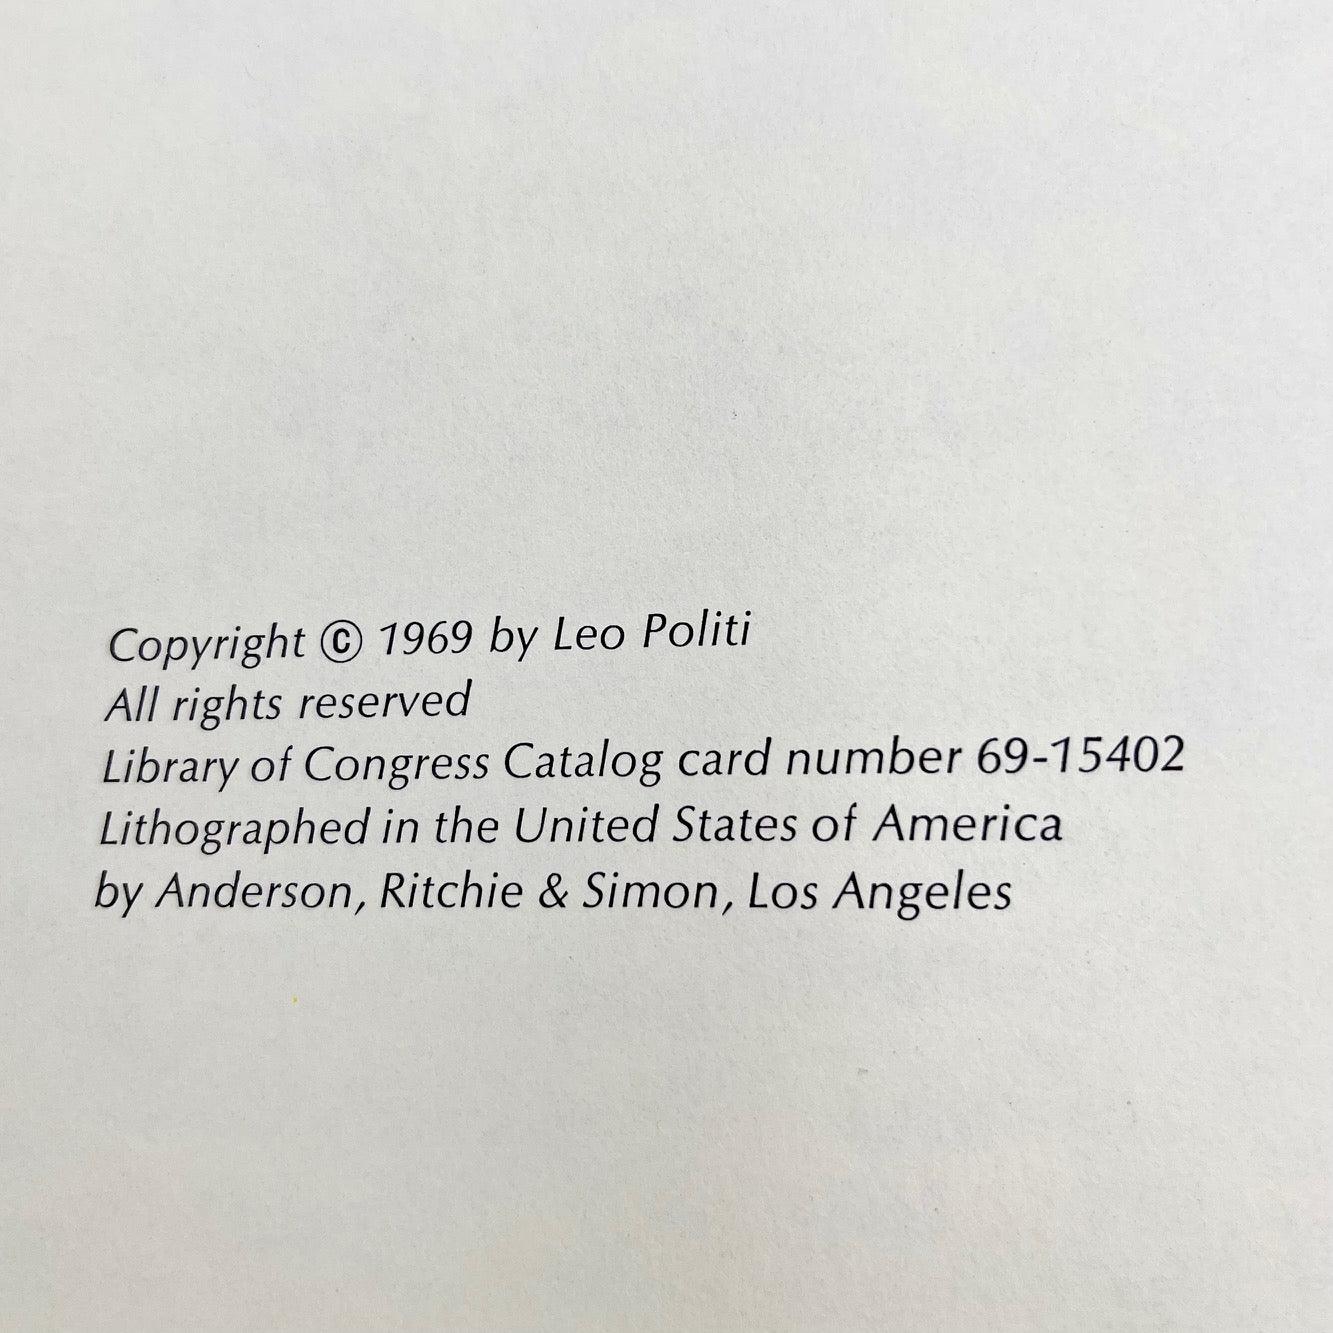 Copyright © 1969 by Leo Politi
All rights reserved
Library of Congress Catalog card number 69-15402
Lithographed in the United States of America
by Anderson, Ritchie & Simon, Los Angeles